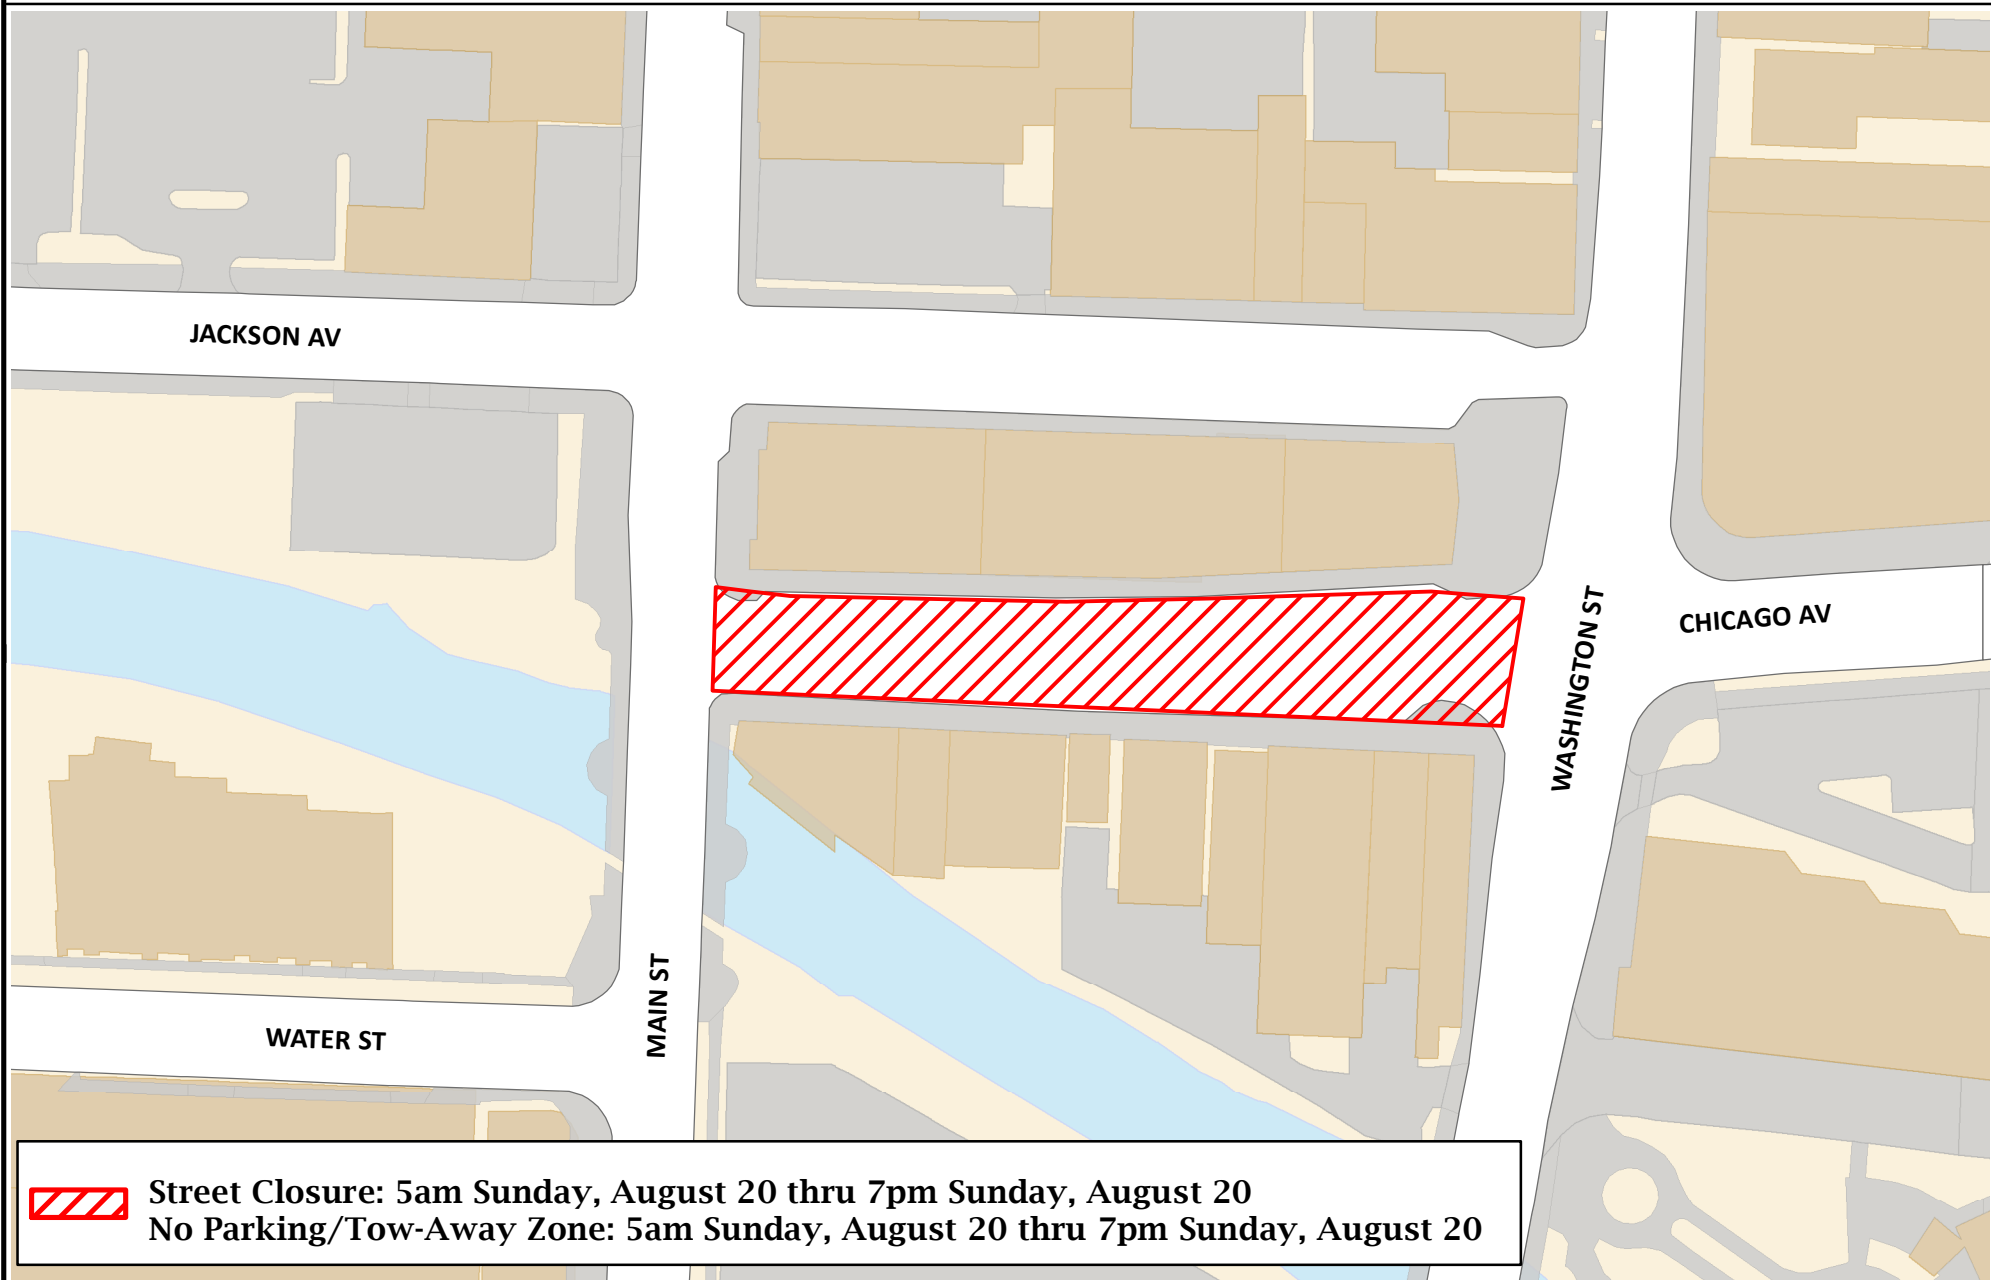 JACKSON AV
CHICAGO AV
WASHINGTON ST
MAIN ST
WATER ST
Street Closure: 5am Sunday, August 20 thru 7pm Sunday, August 20
No Parking/Tow-Away Zone: 5am Sunday, August 20 thru 7pm Sunday, August 20